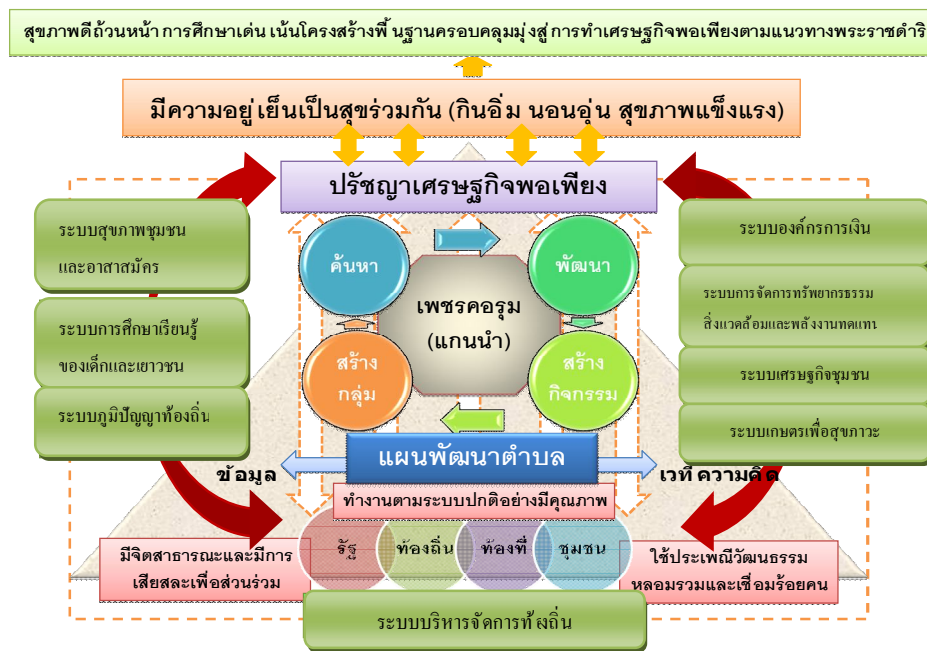 สุขภาพดีถ้วนหน้า การศึกษาเด่น เน้นโครงสร้างพื้นฐานครอบคลุมมุ่งสู่ การทำเศรษฐกิจพอเพียงตามแนวทางพระราชดำริ
มีความอยู่เย็นเป็นสุขร่วมกัน (กินอิ่ม นอนอุ่น สุขภาพแข็งแรง)
ปรัชญาเศรษฐกิจพอเพียง
ระบบสุขภาพชุมชน
และอาสาสมัคร
ระบบการศึกษาเรียนรู้
ของเด็กและเยาวชน
ระบบภูมิปัญญาท้องถิ่น
ค้นหา
พัฒนา
เพชรคอรุม
(แกนนำ)
สร้าง
กลุ่ม
สร้าง
กิจกรรม
ระบบองค์กรการเงิน
ระบบการจัดการทรัพยากรธรรม
สิ่งแวดล้อมและพลังงานทดแทน
ระบบเศรษฐกิจชุมชน
ระบบเกษตรเพื่อสุขภาวะ
แผนพัฒนาตำบล
ข้อมูล
เวทีความคิด
ทำงานตามระบบปกติอย่างมีคุณภาพ
รัฐ
ท้องถิ่น
ท้องที่
ชุมชน
มีจิตสาธารณะและมีการ
เสียสละเพื่อส่วนร่วม
ใช้ประเพณีวัฒนธรรม
หลอมรวมและเชื่อมร้อยคน
ระบบบริหารจัดการท้งถิ่น